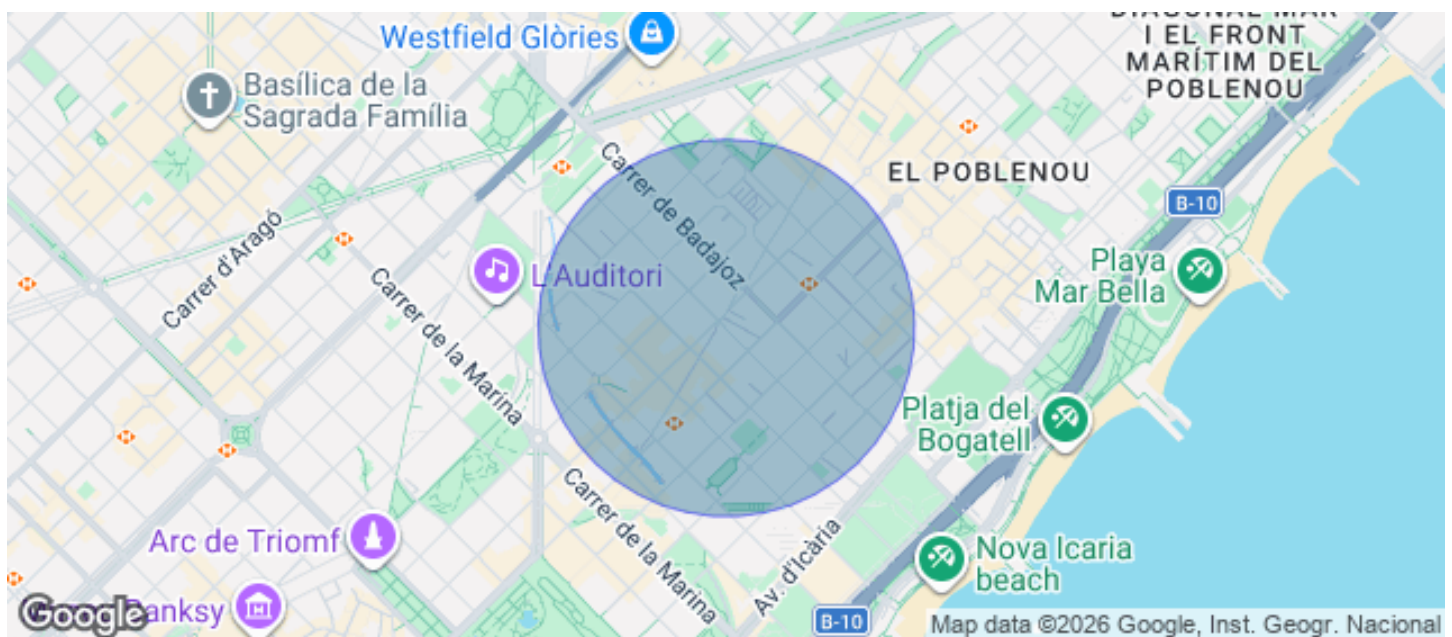 DIAGONAL MAR
I EL FRONT
MARÍTIM DEL
POBLENOU
Westfield Glòries
Basílica de la
Sagrada Família
EL POBLENOU
Carrer de Badajoz
B-10
Carrer d'Aragó
L'Auditori
Playa
Mar Bella
Carrer de la Marina
Platja del
Bogatell
Carrer de la Marina
Arc de Triomf
Av. d'Icària
Nova Icaria
beach
Banksy
Google
B-10
Map data ©2026 Google, Inst. Geogr. Nacional